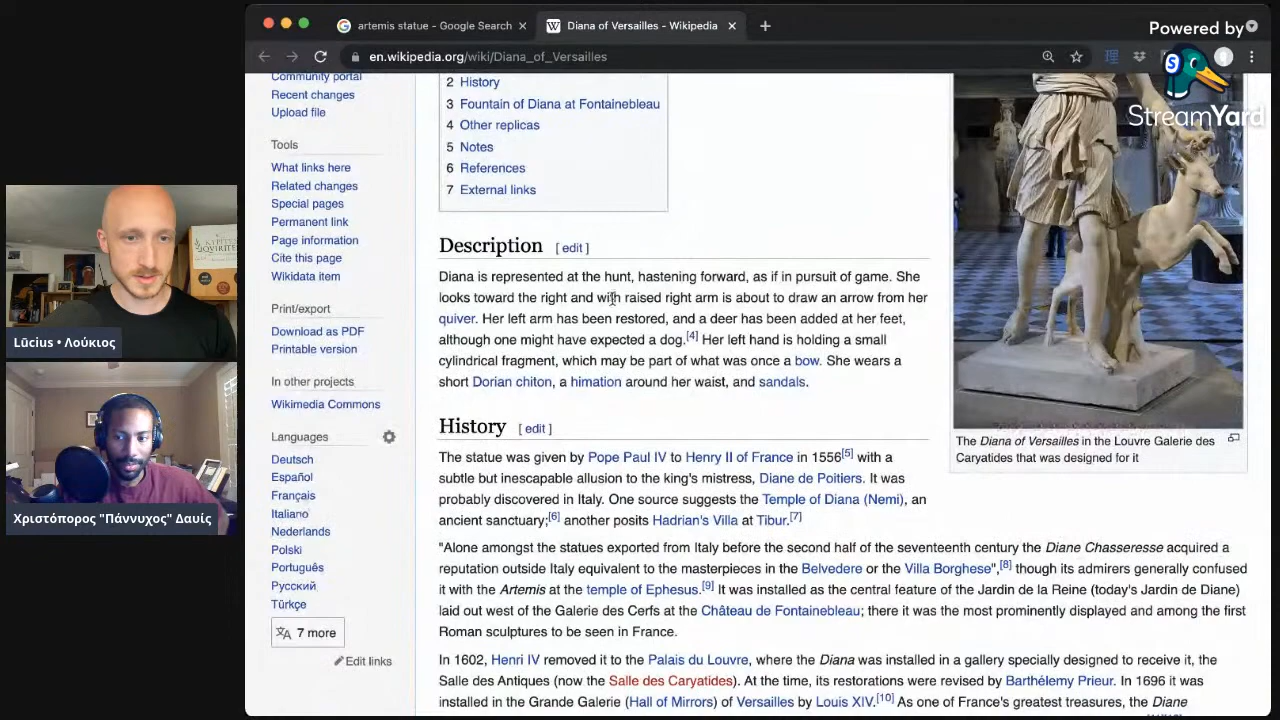 artemis statue - Google Search
Diana of Versailles - Wikipedia
Powered by
en.wikipedia.org/wiki/Diana_of_Versailles
StreamYard
Community portal
Recent changes
Upload file
Tools
What links here
Related changes
Special pages
Permanent link
Page information
Cite this page
Wikidata item
Print/export
Download as PDF
Printable version
In other projects
Wikimedia Commons
Languages
Deutsch
Español
Français
Italiano
Nederlands
Polski
Português
Русский
Türkçe
7 more
Edit links
2 History
3 Fountain of Diana at Fontainebleau
4 Other replicas
5 Notes
6 References
7 External links
Description [ edit ]
Diana is represented at the hunt, hastening forward, as if in pursuit of game. She
looks toward the right and with raised right arm is about to draw an arrow from her
quiver. Her left arm has been restored, and a deer has been added at her feet,
although one might have expected a dog.[4] Her left hand is holding a small
cylindrical fragment, which may be part of what was once a bow. She wears a
short Dorian chiton, a himation around her waist, and sandals.
The Diana of Versailles in the Louvre Galerie des
Caryatides that was designed for it
History [ edit ]
The statue was given by Pope Paul IV to Henry II of France in 1556[5] with a
subtle but inescapable allusion to the king's mistress, Diane de Poitiers. It was
probably discovered in Italy. One source suggests the Temple of Diana (Nemi), an
ancient sanctuary;[6] another posits Hadrian's Villa at Tibur.[7]
"Alone amongst the statues exported from Italy before the second half of the seventeenth century the Diane Chasseresse acquired a
reputation outside Italy equivalent to the masterpieces in the Belvedere or the Villa Borghese",[8] though its admirers generally confused
it with the Artemis at the temple of Ephesus.[9] It was installed as the central feature of the Jardin de la Reine (today's Jardin de Diane)
laid out west of the Galerie des Cerfs at the Château de Fontainebleau; there it was the most prominently displayed and among the first
Roman sculptures to be seen in France.
In 1602, Henri IV removed it to the Palais du Louvre, where the Diana was installed in a gallery specially designed to receive it, the
Salle des Antiques (now the Salle des Caryatides). At the time, its restorations were revised by Barthélemy Prieur. In 1696 it was
installed in the Grande Galerie (Hall of Mirrors) of Versailles by Louis XIV.[10] As one of France's greatest treasures, the Diane
Lūcius • Λούκιος
Χριστόπορος "Πάννυχος" Δαυίς